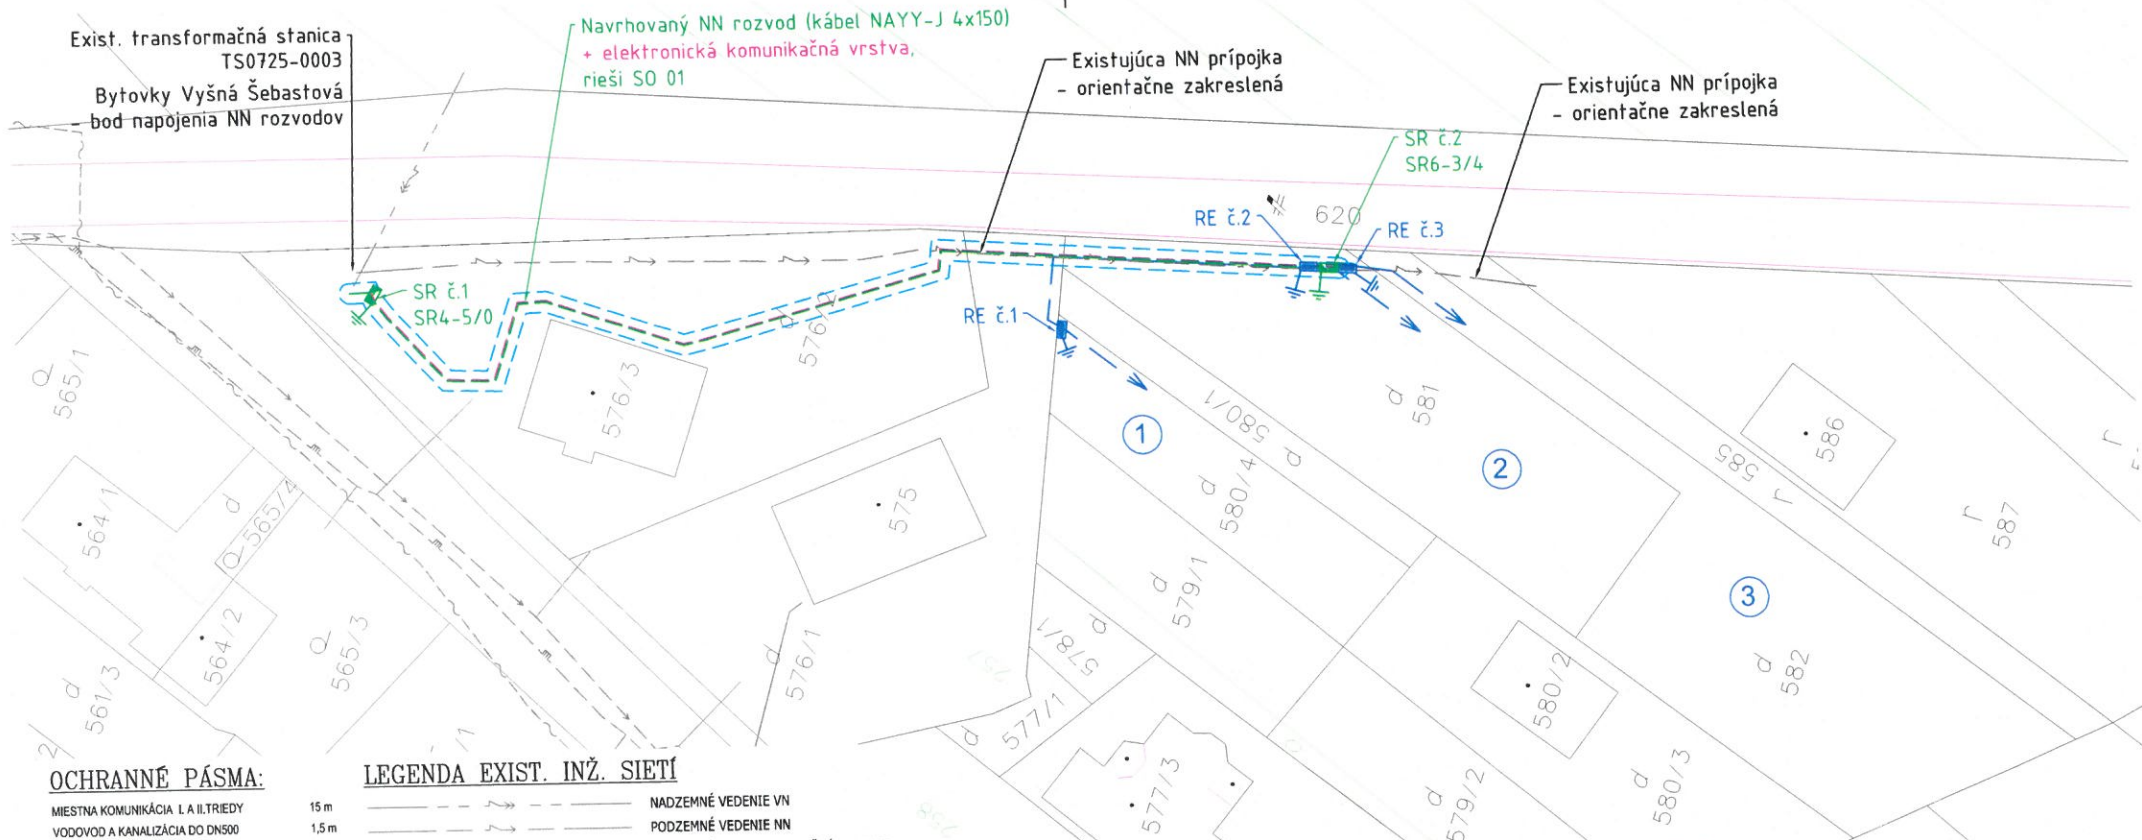 Exist. transformačná stanica
TS0725-0003
Bytovky Vyšná Šebastová
- bod napojenia NN rozvodov
Navrhovaný NN rozvod (kábel NAYY-J 4x150)
+ elektronická komunikačná vrstva,
rieši SO 01
Existujúca NN prípojka
- orientačne zakreslená
Existujúca NN prípojka
- orientačne zakreslená
SR č.2
SR6-3/4
RE č.2
620
RE č.3
SR č.1
SR4-5/0
RE č.1
576/2
565/1
576/3
580/1
d
581
1
2
586
r
585
r
r
587
564/1
d
565/4
575
d
580/4
d
d
579/1
3
564/2
565/3
d
576/1
578/1
d
580/2
d
582
d
561/3
d
577/1
577/3
d
579/2
d
580/3
2
/1
OCHRANNÉ PÁSMA:
MIESTNA KOMUNIKÁCIA I. A II.TRIEDY 15 m
VODOVOD A KANALIZÁCIA DO DN500 1,5 m
LEGENDA EXIST. INŽ. SIETÍ
NADZEMNÉ VEDENIE VN
PODZEMNÉ VEDENIE NN